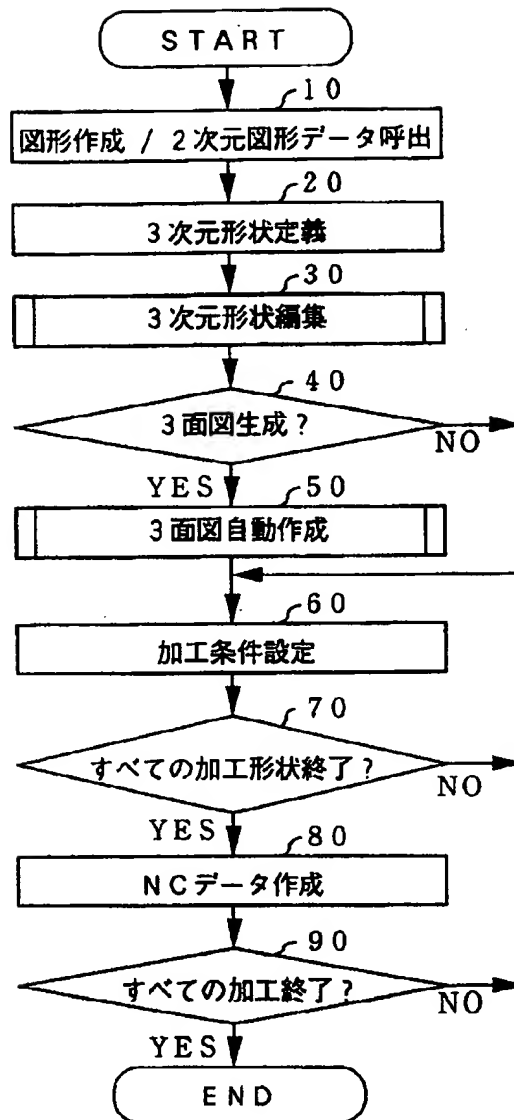 START
10
図形作成 / 2次元図形データ呼出
20
3次元形状定義
30
3次元形状編集
40
3面図生成?
NO
YES
50
3面図自動作成
60
加工条件設定
70
すべての加工形状終了?
NO
YES
80
NCデータ作成
90
すべての加工終了?
NO
YES
END